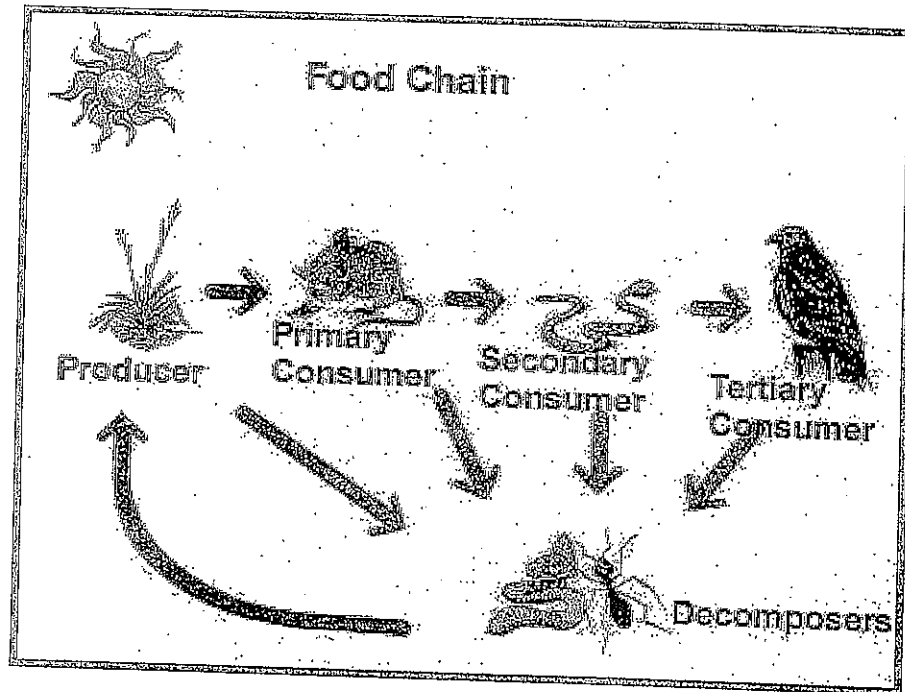 Food Chain
Producer
Primary
Consumer
Secondary
Consumer
Tertiary
Consumer
Decomposers